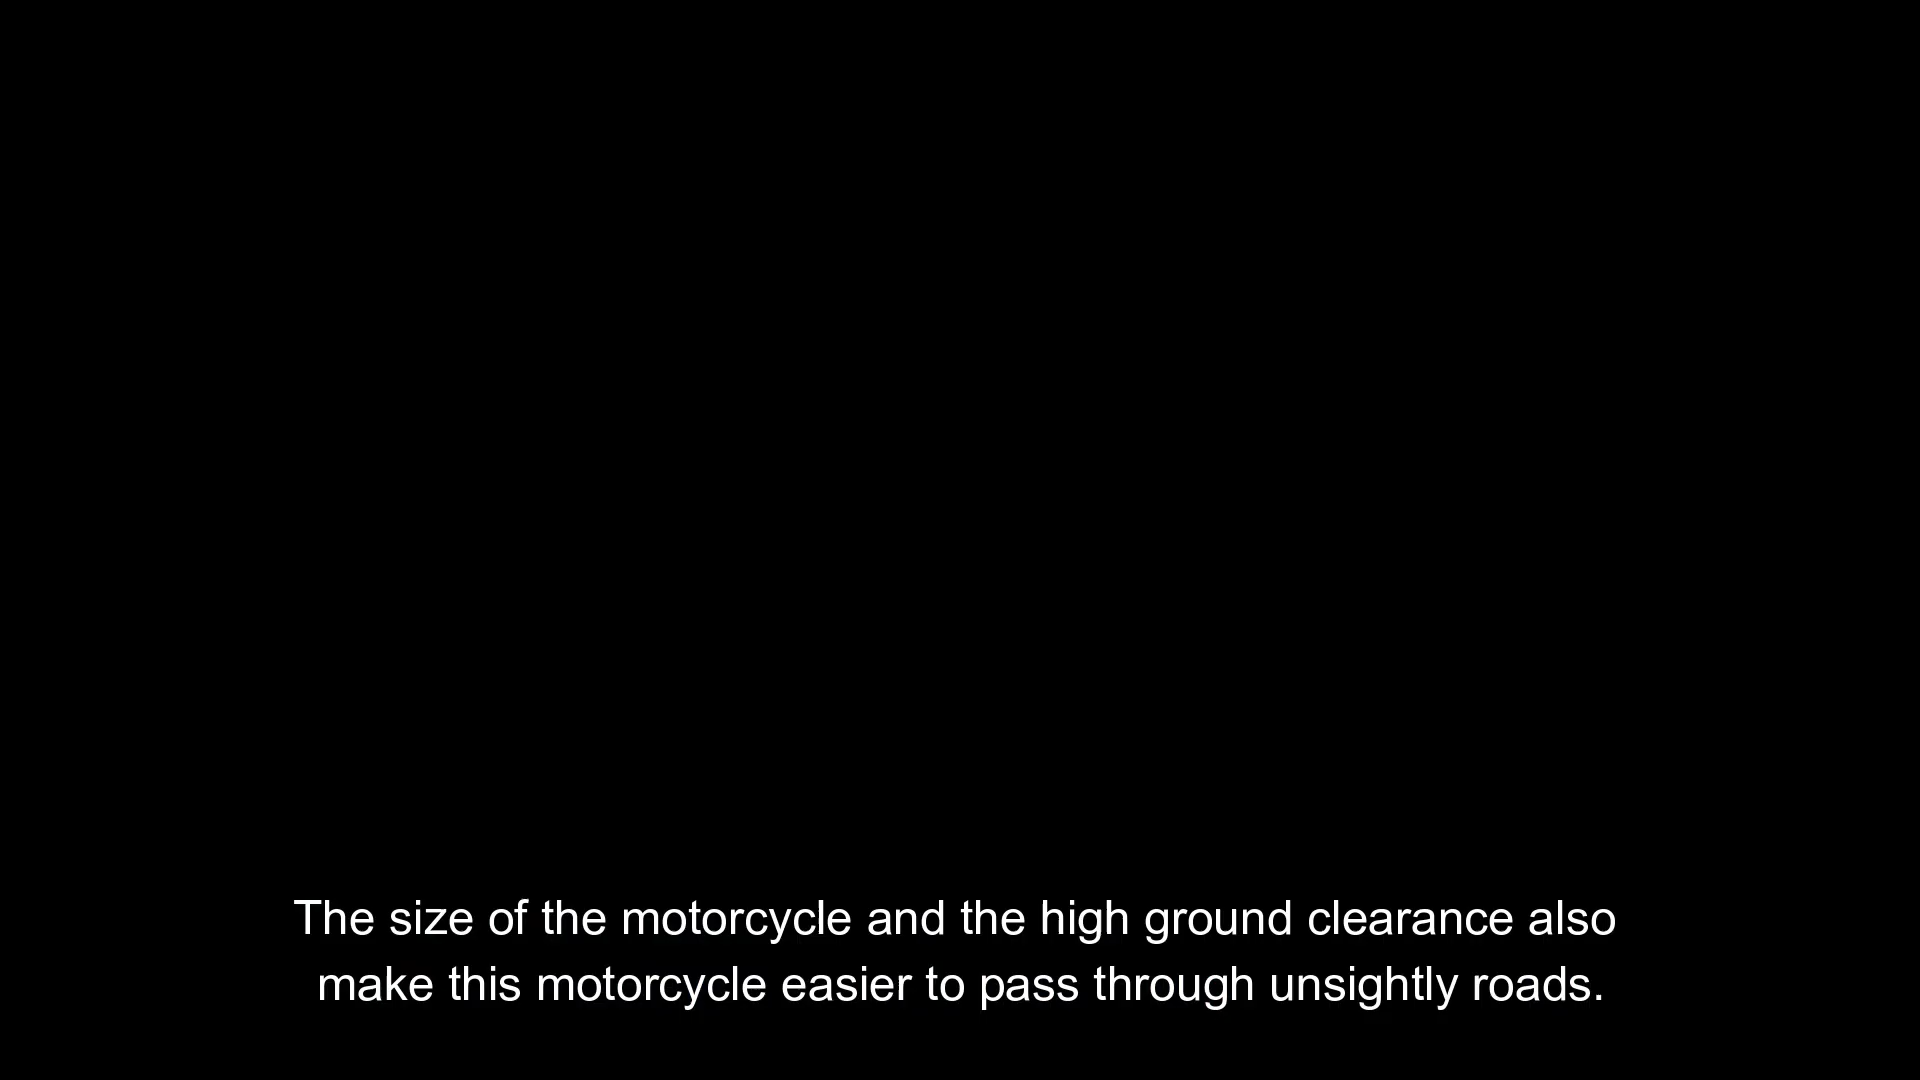 The size of the motorcycle and the high ground clearance also
make this motorcycle easier to pass through unsightly roads.